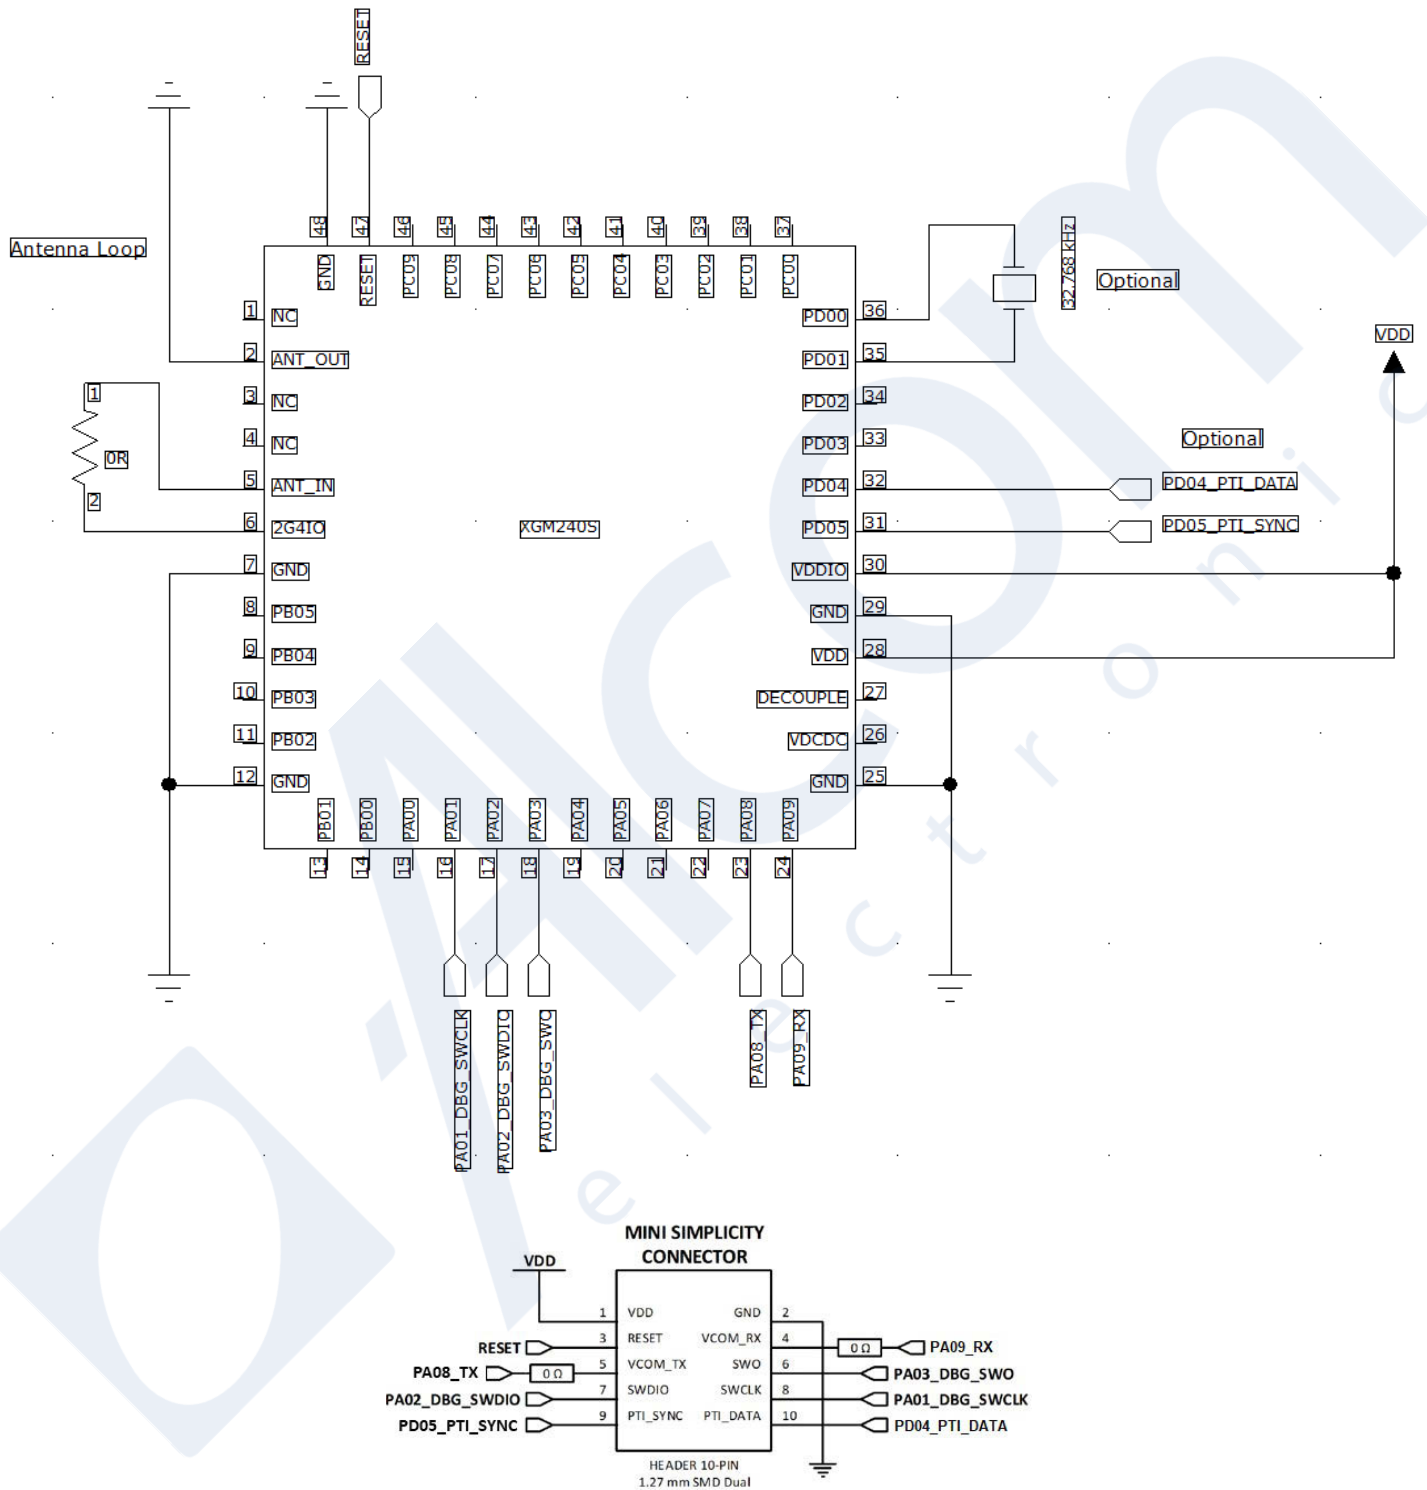 RESET
Antenna Loop
48 47 46 45 44 43 42 41 40 39 38 37
GND RESET PC09 PC08 PC07 PC06 PC05 PC04 PC03 PC02 PC01 PC00
32.768 kHz
Optional
1 NC PD00 36
VDD
2 ANT_OUT PD01 35
1
3 NC PD02 34
4 NC PD03 33
Optional
0R
5 ANT_IN PD04 32 PD04_PTI_DATA
2
6 2G4IO XGM240S PD05 31 PD05_PTI_SYNC
7 GND VDDIO 30
8 PB05 GND 29
9 PB04 VDD 28
10 PB03 DECOUPLE 27
11 PB02 VDCDC 26
12 GND GND 25
PB01 PB00 PA00 PA01 PA02 PA03 PA04 PA05 PA06 PA07 PA08 PA09
13 14 15 16 17 18 19 20 21 22 23 24
PA01_DBG_SWCLK
PA02_DBG_SWDIO
PA03_DBG_SWO
PA08_TX
PA09_RX
Alcom
electronics
MINI SIMPLICITY
CONNECTOR
VDD
1 VDD GND 2
RESET 3 RESET VCOM_RX 4 0 Ω PA09_RX
PA08_TX 0 Ω 5 VCOM_TX SWO 6 PA03_DBG_SWO
PA02_DBG_SWDIO 7 SWDIO SWCLK 8 PA01_DBG_SWCLK
PD05_PTI_SYNC 9 PTI_SYNC PTI_DATA 10 PD04_PTI_DATA
HEADER 10-PIN
1.27 mm SMD Dual